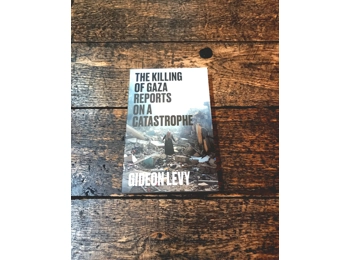 THE KILLING
OF GAZA
REPORTS
ON A
CATASTROPHE
GIDEON LEVY